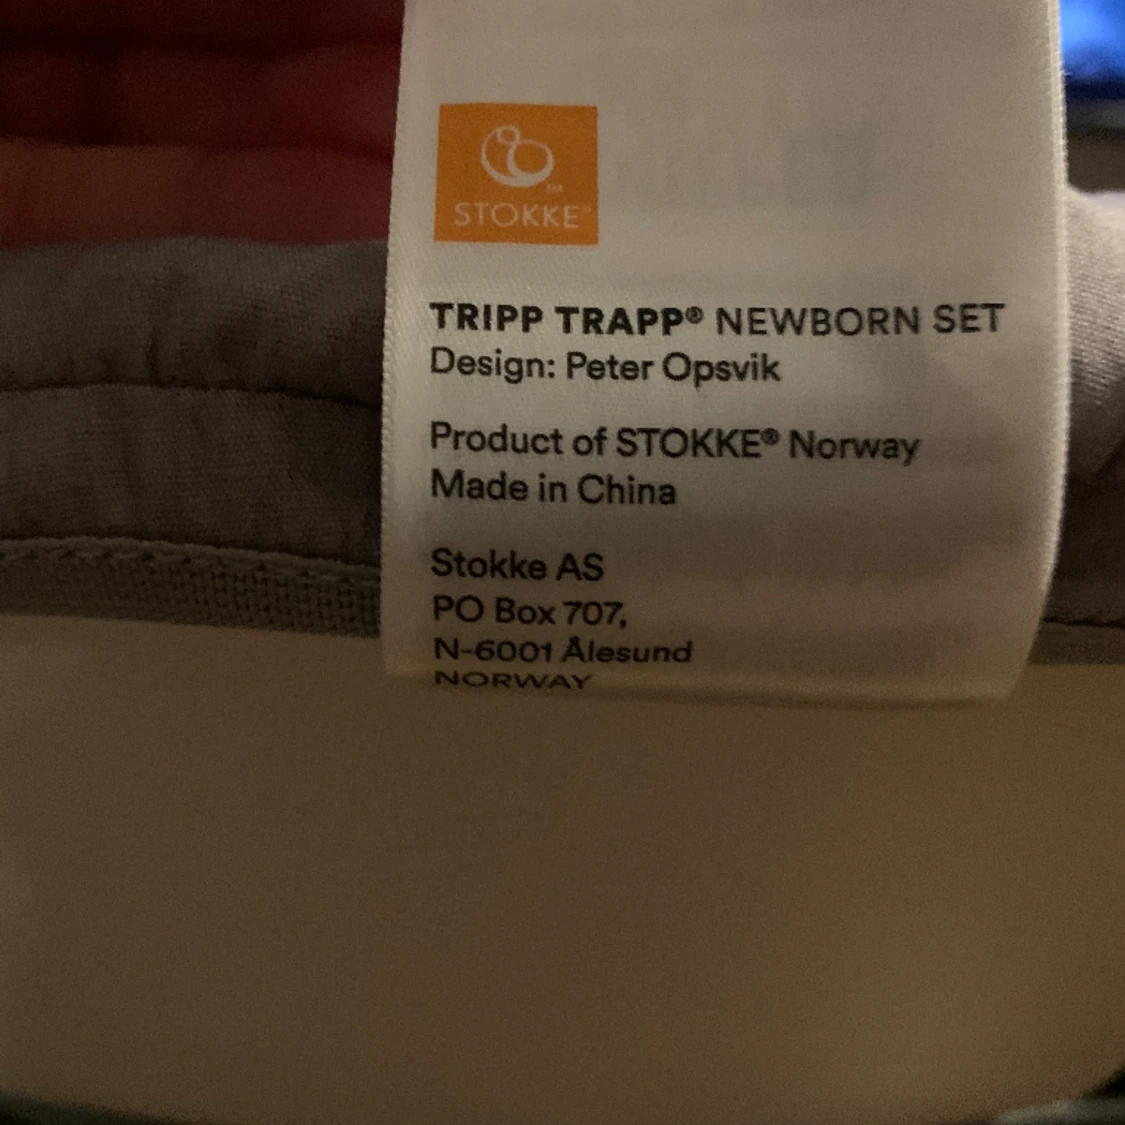 STOKKE
TRIPP TRAPP® NEWBORN SET
Design: Peter Opsvik
Product of STOKKE® Norway
Made in China
Stokke AS
PO Box 707,
N-6001 Ålesund
NORWAY